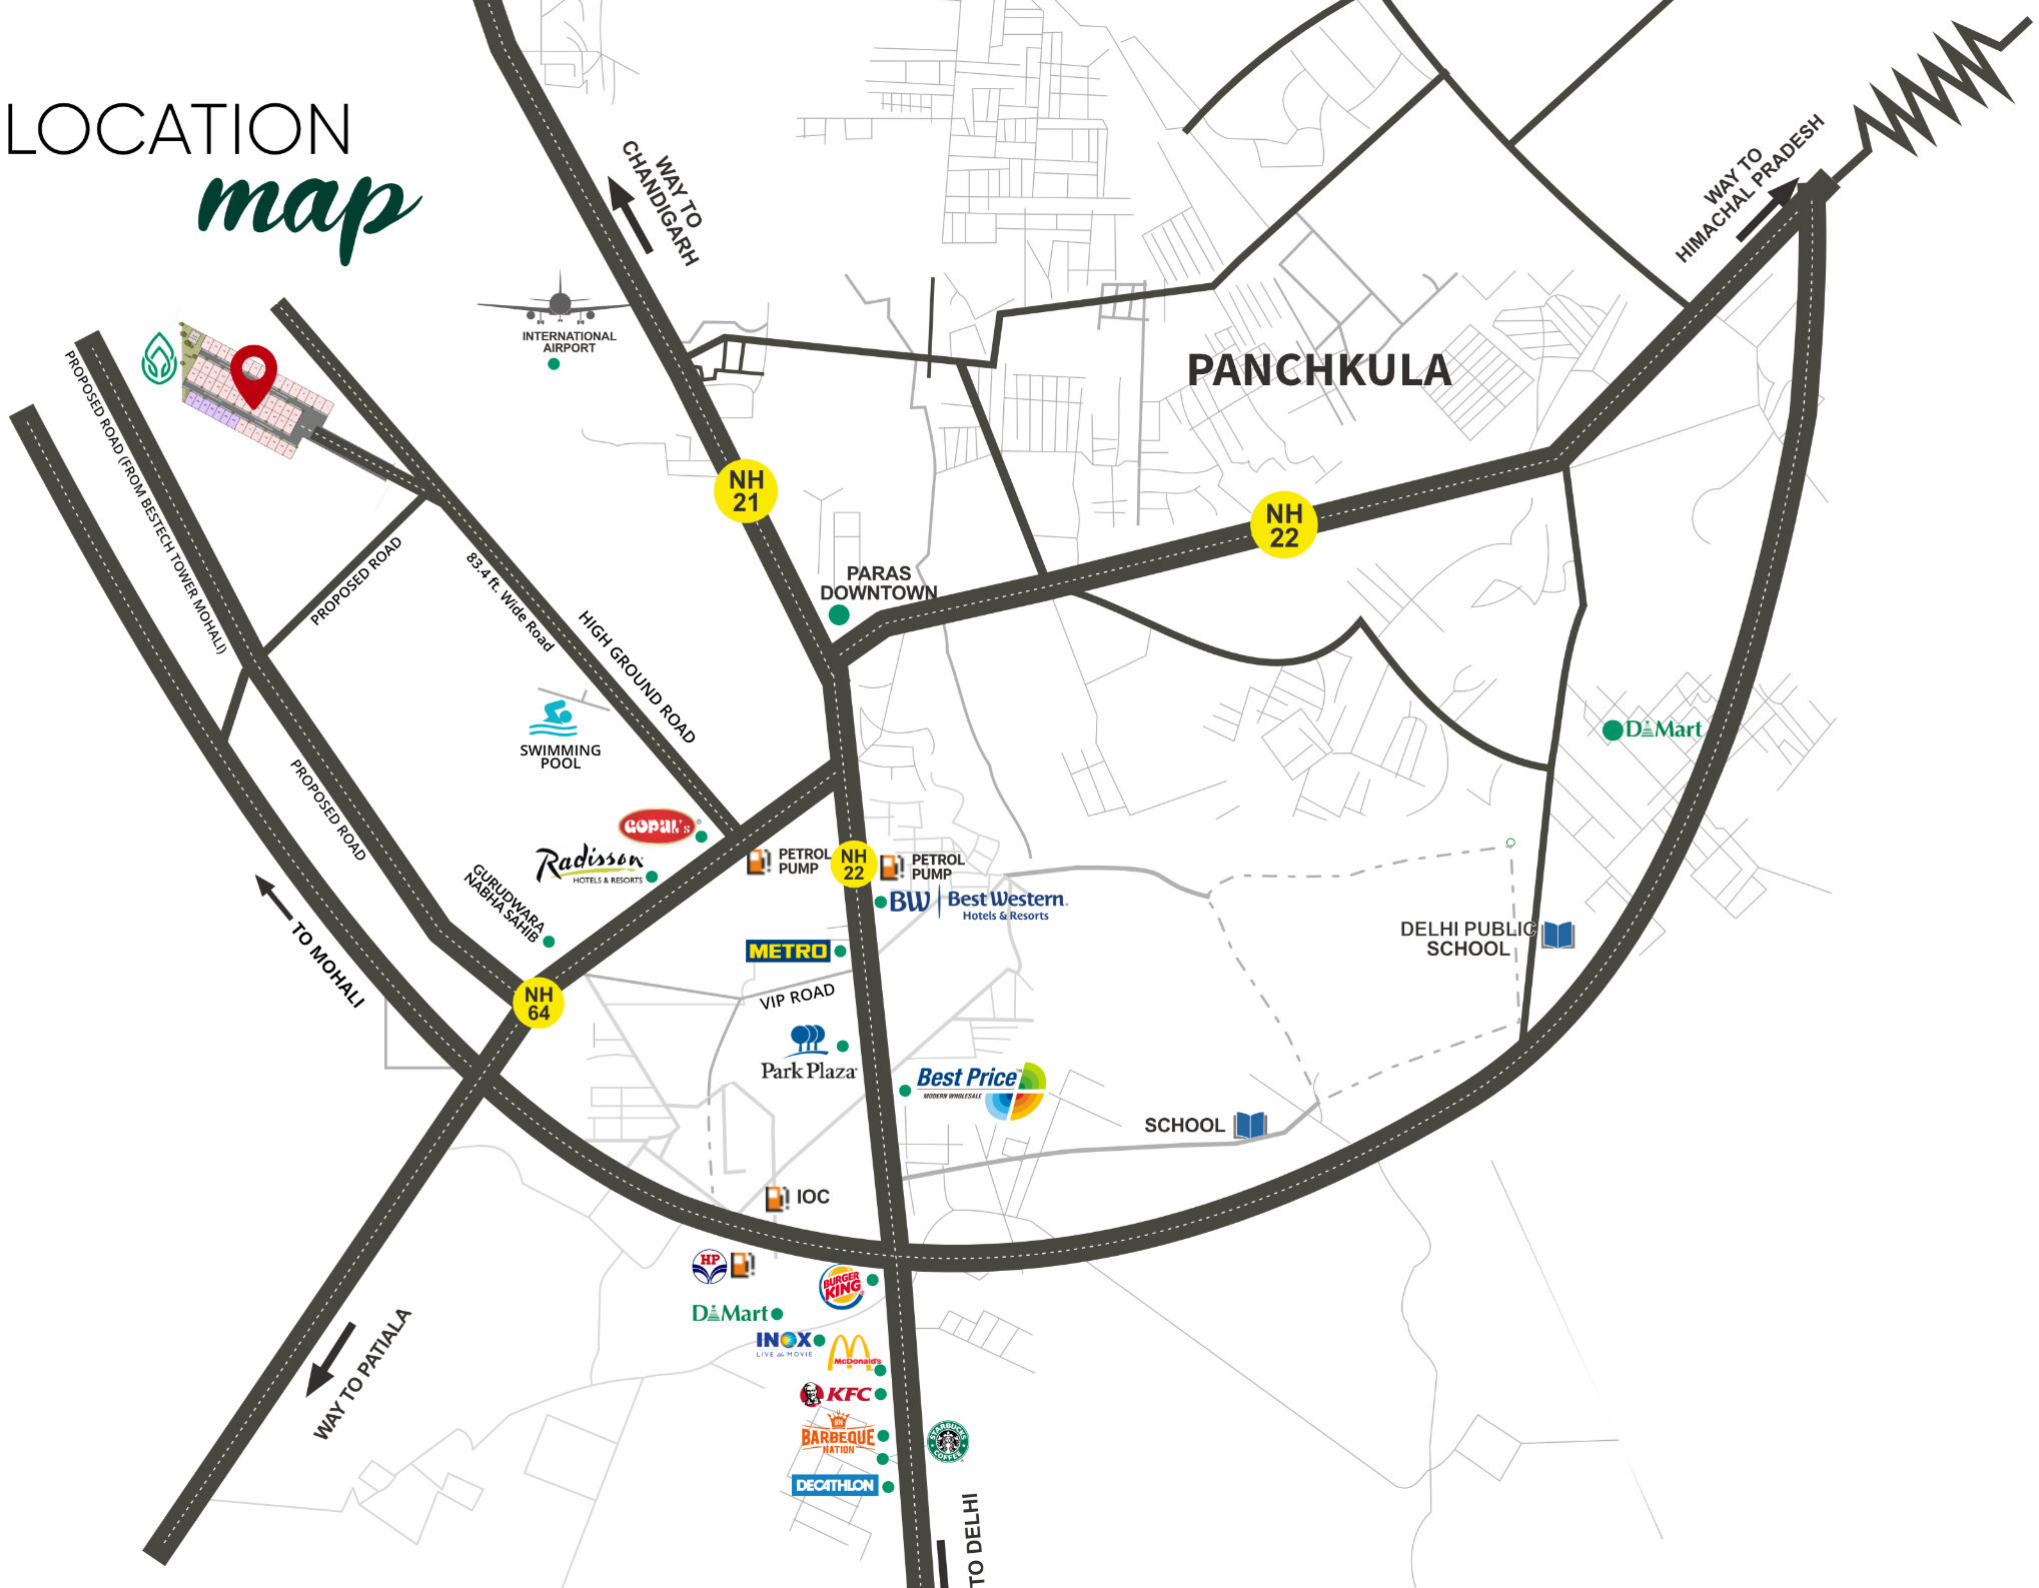 LOCATION
map
WAY TO
CHANDIGARH
WAY TO
HIMACHAL PRADESH
INTERNATIONAL
AIRPORT
PANCHKULA
PROPOSED ROAD (FROM BESTECH TOWER MOHALI)
NH
21
NH
22
PROPOSED ROAD
83.4 ft. Wide Road
HIGH GROUND ROAD
PARAS
DOWNTOWN
SWIMMING
POOL
D Mart
PROPOSED ROAD
GOPAL's
Radisson
HOTELS & RESORTS
PETROL
PUMP
NH
22
PETROL
PUMP
GURUDWARA
NABHA SAHIB
BW Best Western
Hotels & Resorts
TO MOHALI
METRO
DELHI PUBLIC
SCHOOL
NH
64
VIP ROAD
Park Plaza
Best Price
MODERN WHOLESALE
SCHOOL
IOC
HP
BURGER
KING
D Mart
INOX
LIVE the MOVIE
McDonald's
KFC
WAY TO PATIALA
BN
BARBEQUE
NATION
STARBUCKS
COFFEE
DECATHLON
TO DELHI